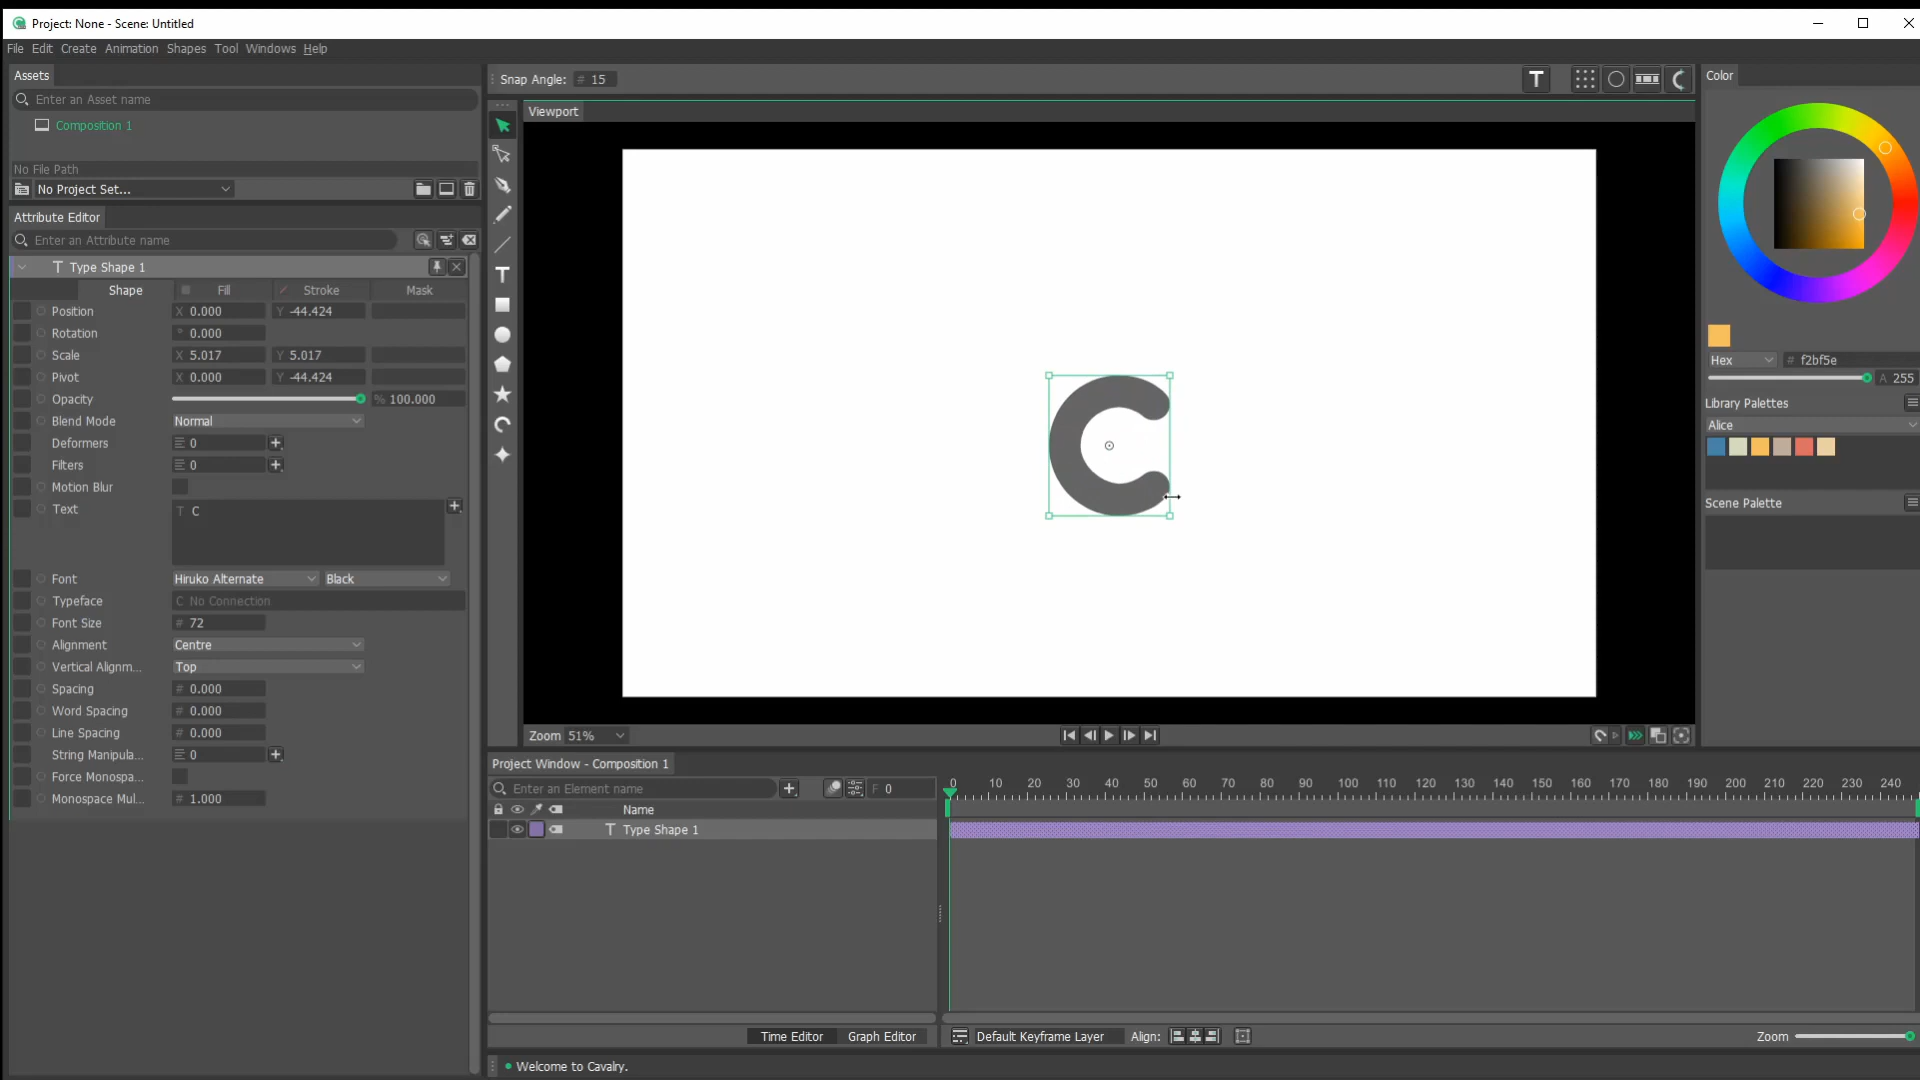 Project: None - Scene: Untitled
File Edit Create Animation Shapes Tool Windows Help
Assets
Enter an Asset name
Composition 1
No File Path
No Project Set...
Attribute Editor
Enter an Attribute name
T Type Shape 1
Shape Fill Stroke Mask
Position X 0.000 Y -44.424
Rotation ° 0.000
Scale X 5.017 Y 5.017
Pivot X 0.000 Y -44.424
Opacity % 100.000
Blend Mode Normal
Deformers 0
Filters 0
Motion Blur
Text T C
Font Hiruko Alternate Black
Typeface C No Connection
Font Size # 72
Alignment Centre
Vertical Alignm... Top
Spacing # 0.000
Word Spacing # 0.000
Line Spacing # 0.000
String Manipula... 0
Force Monospa...
Monospace Mul... # 1.000
Snap Angle: # 15 T
Viewport
T
C
Zoom 51%
Project Window - Composition 1
Enter an Element name F 0
Name
T Type Shape 1
0 10 20 30 40 50 60 70 80 90 100 110 120 130 140 150 160 170 180 190 200 210 220 230 240
Time Editor Graph Editor Default Keyframe Layer Align: Zoom
Welcome to Cavalry.
Color
Hex # f2bf5e
A 255
Library Palettes
Alice
Scene Palette